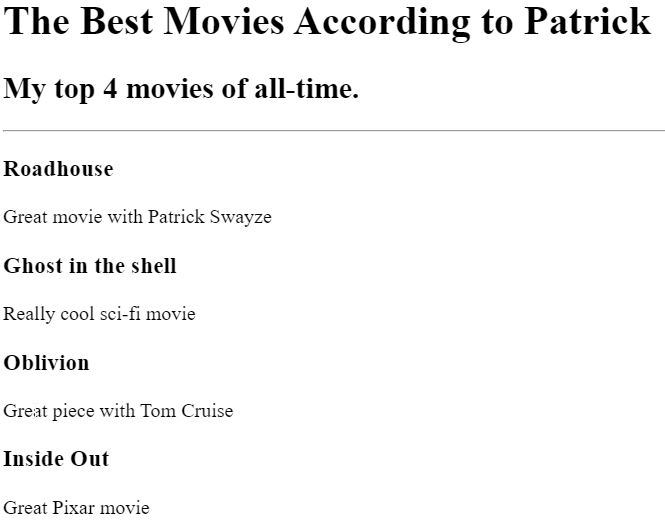 The Best Movies According to Patrick
My top 4 movies of all-time.
Roadhouse
Great movie with Patrick Swayze
Ghost in the shell
Really cool sci-fi movie
Oblivion
Great piece with Tom Cruise
Inside Out
Great Pixar movie